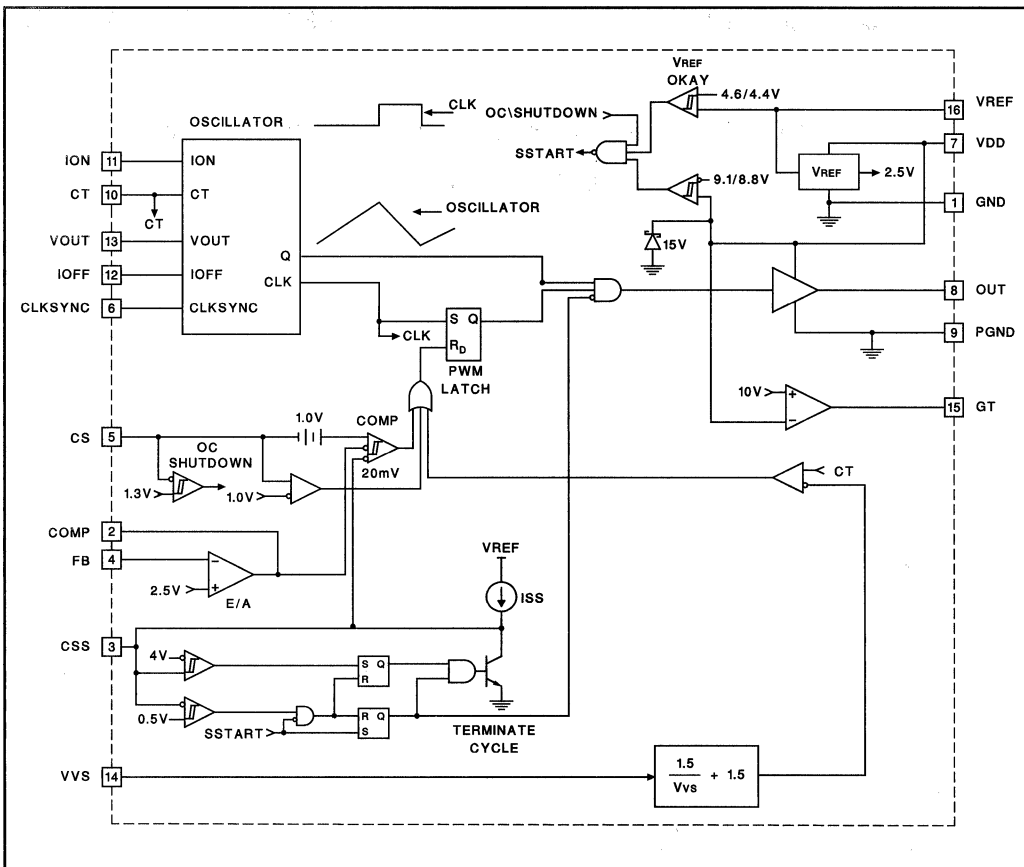 VREF
OKAY
4.6/4.4V
16 VREF
OC\SHUTDOWN
CLK
OSCILLATOR
SSTART
7 VDD
ION 11 ION
VREF 2.5V
9.1/8.8V
CT 10 CT
CT
1 GND
OSCILLATOR
VOUT 13 VOUT
15V
Q
IOFF 12 IOFF
CLK
8 OUT
CLKSYNC 6 CLKSYNC
S Q
CLK
RD
9 PGND
PWM
LATCH
10V
+
-
15 GT
1.0V
COMP
CS 5
OC
SHUTDOWN
20mV
CT
1.3V
1.0V
COMP 2
FB 4
-
VREF
2.5V
+
E/A
ISS
CSS 3
4V
S Q
R
0.5V
R Q
S
SSTART
TERMINATE
CYCLE
VVS 14
1.5
Vvs
+ 1.5